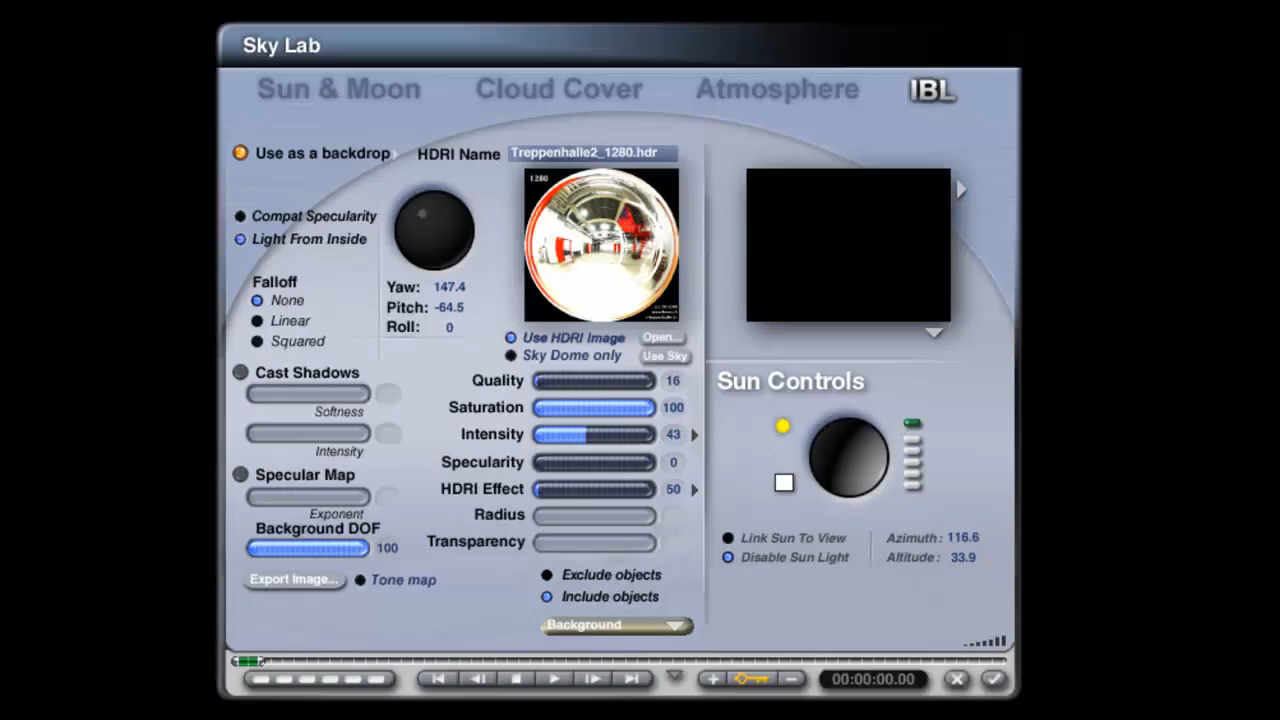 Sky Lab
Sun & Moon Cloud Cover Atmosphere IBL
Use as a backdrop
HDRI Name Treppenhalle2_1280.hdr
1280
Compat Specularity
Light From Inside
Falloff
None
Linear
Squared
Yaw: 147.4
Pitch: -64.5
Roll: 0
Use HDRI Image Open...
Sky Dome only Use Sky
Cast Shadows
Softness
Intensity
Specular Map
Exponent
Background DOF
100
Export Image... Tone map
Quality 16
Saturation 100
Intensity 43
Specularity 0
HDRI Effect 50
Radius
Transparency
Exclude objects
Include objects
Background
Sun Controls
Link Sun To View
Disable Sun Light
Azimuth: 116.6
Altitude: 33.9
00:00:00.00